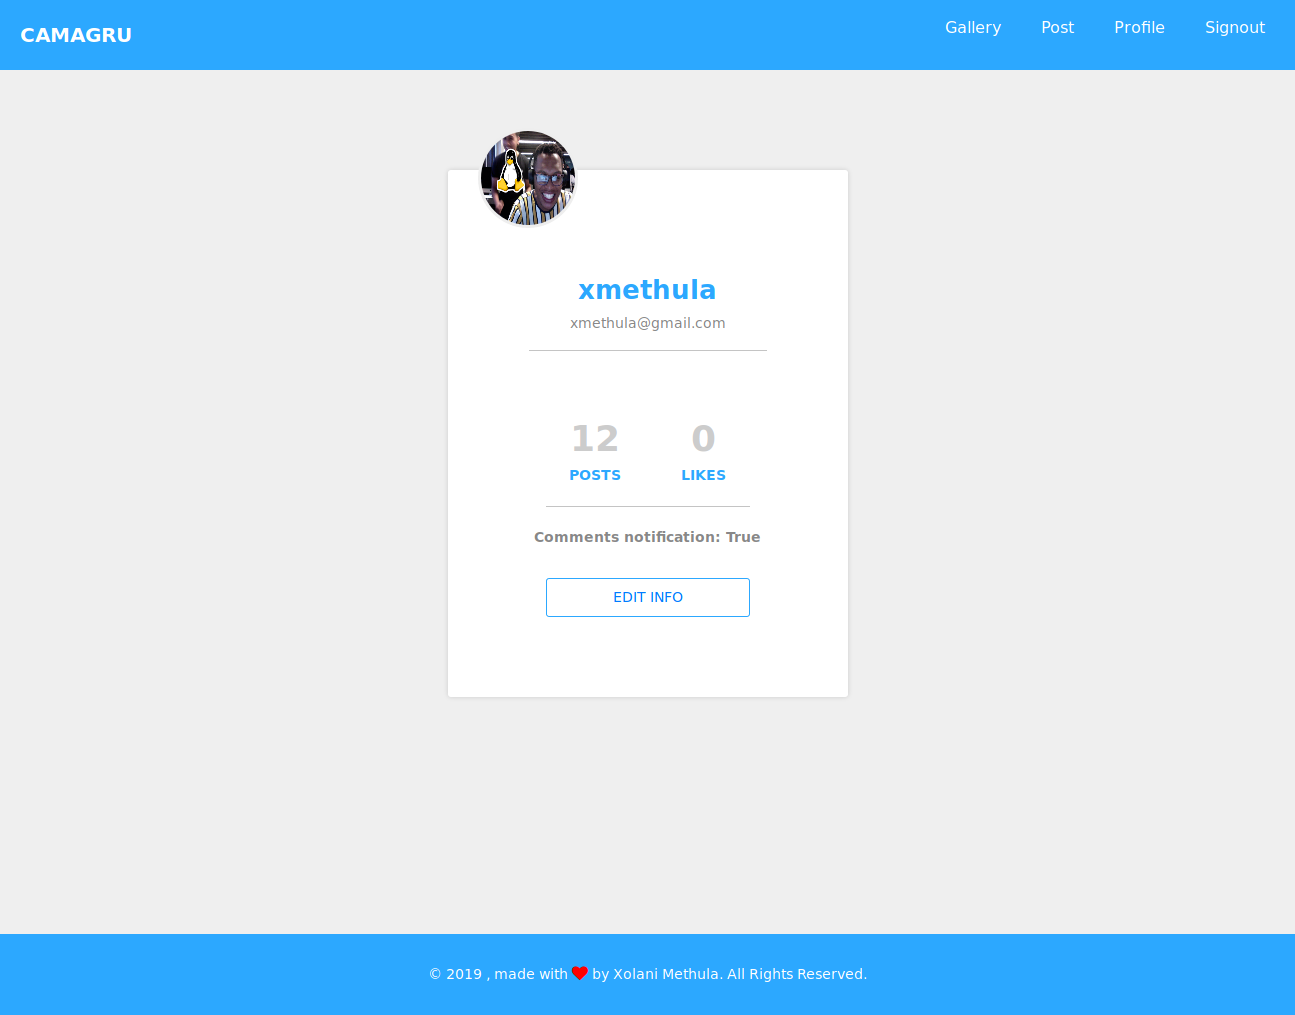 CAMAGRU
Gallery Post Profile Signout
xmethula
xmethula@gmail.com
12 0
POSTS LIKES
Comments notification: True
EDIT INFO
© 2019 , made with by Xolani Methula. All Rights Reserved.